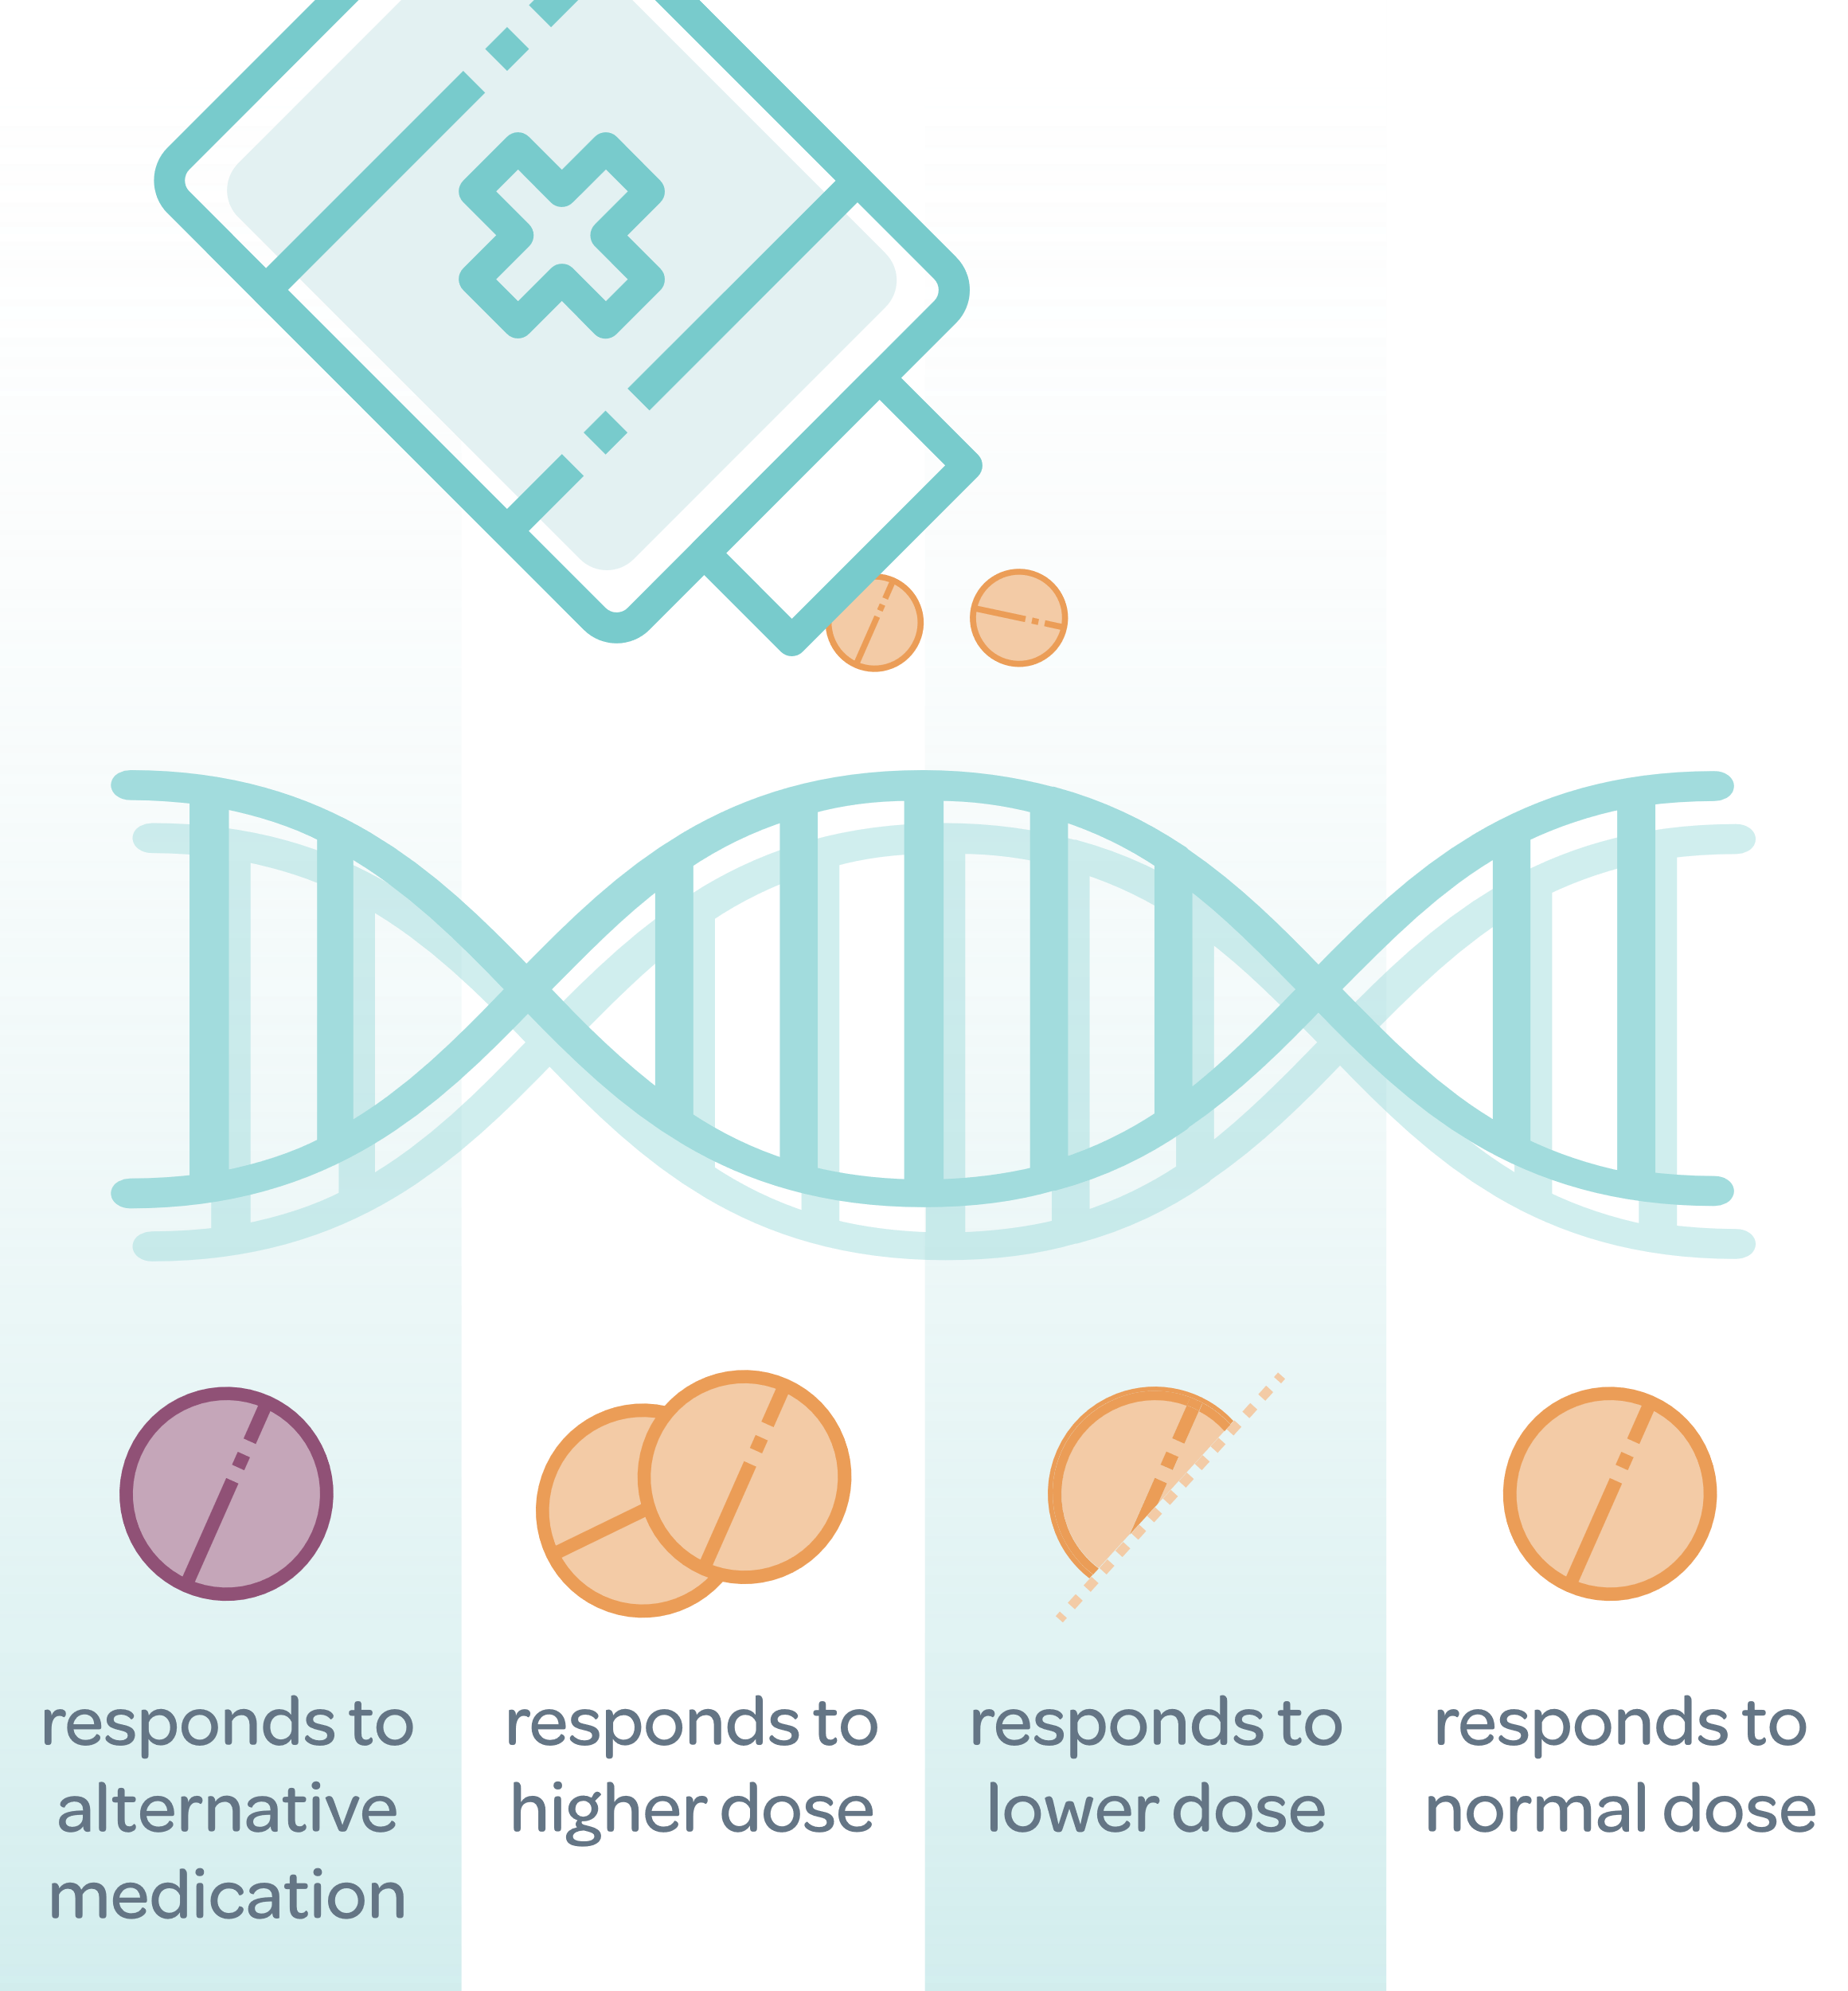 responds to
alternative
medication
responds to
higher dose
responds to
lower dose
responds to
normal dose